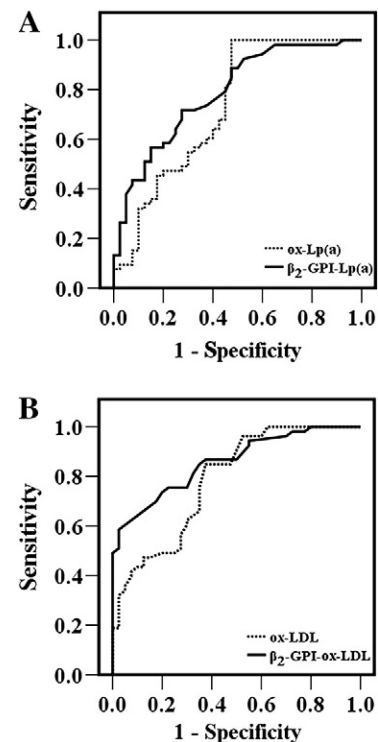 A
1.0
0.8
0.6
0.4
0.2
0.0
Sensitivity
ox-Lp(a)
β₂-GPI-Lp(a)
0.0 0.2 0.4 0.6 0.8 1.0
1 - Specificity
B
1.0
0.8
0.6
0.4
0.2
0.0
Sensitivity
ox-LDL
β₂-GPI-ox-LDL
0.0 0.2 0.4 0.6 0.8 1.0
1 - Specificity